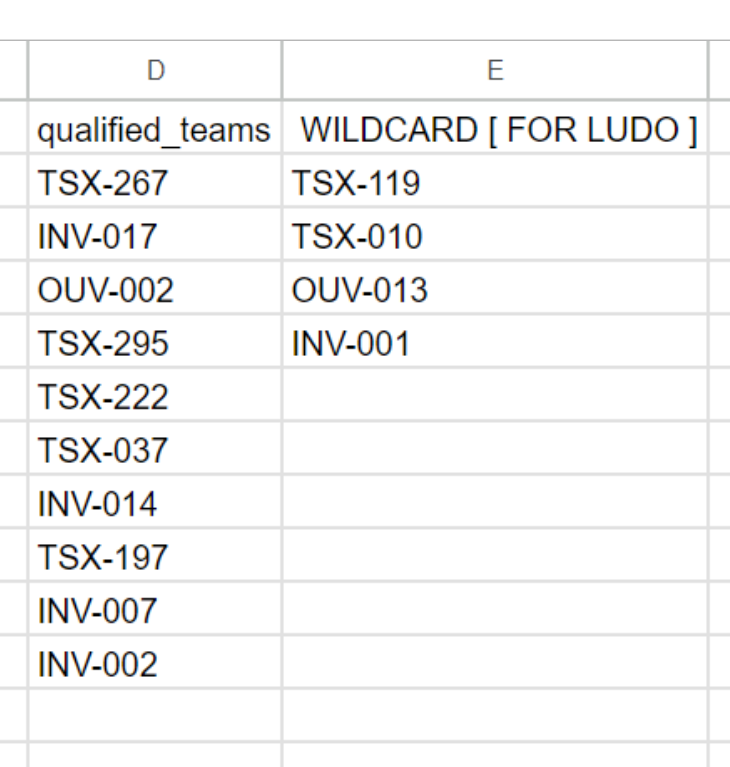 D E
qualified_teams WILDCARD [ FOR LUDO ]
TSX-267 TSX-119
INV-017 TSX-010
OUV-002 OUV-013
TSX-295 INV-001
TSX-222
TSX-037
INV-014
TSX-197
INV-007
INV-002